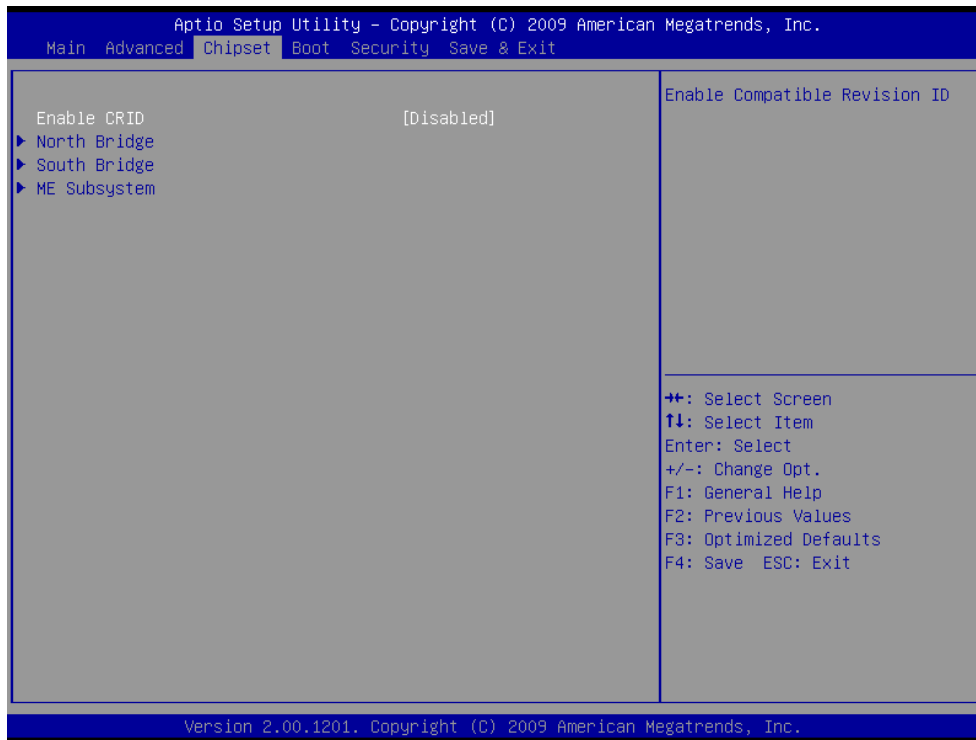 Aptio Setup Utility – Copyright (C) 2009 American Megatrends, Inc.
Main Advanced Chipset Boot Security Save & Exit
Enable CRID [Disabled]
▶ North Bridge
▶ South Bridge
▶ ME Subsystem
Enable Compatible Revision ID
→←: Select Screen
↑↓: Select Item
Enter: Select
+/-: Change Opt.
F1: General Help
F2: Previous Values
F3: Optimized Defaults
F4: Save ESC: Exit
Version 2.00.1201. Copyright (C) 2009 American Megatrends, Inc.